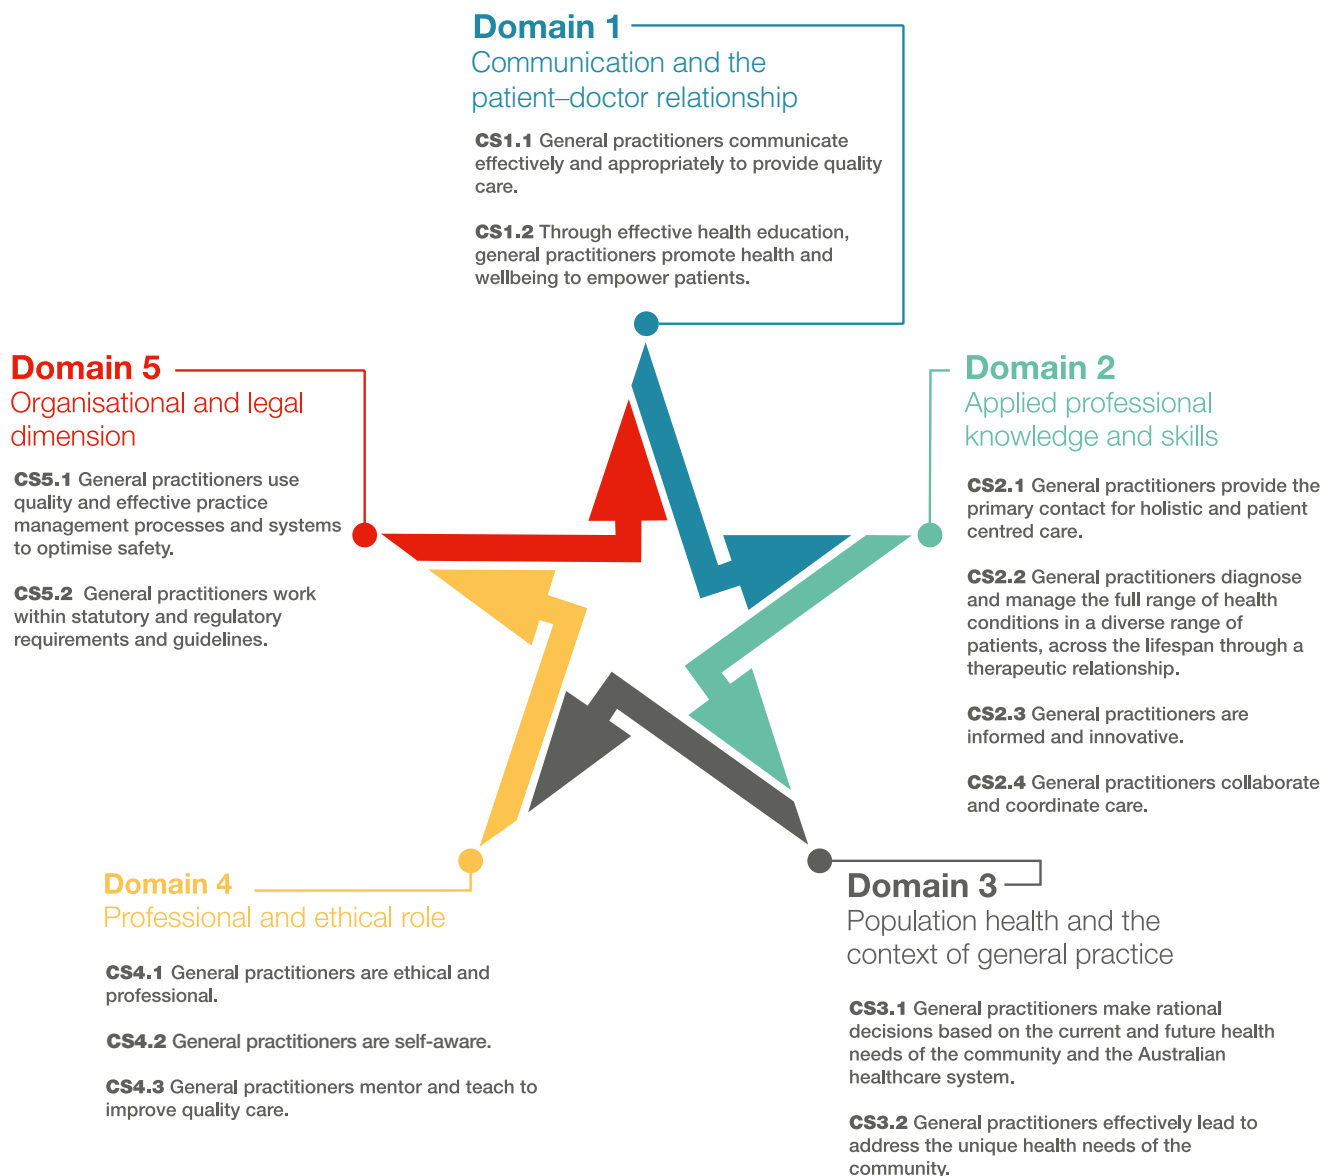 Domain 1
Communication and the
patient–doctor relationship
CS1.1 General practitioners communicate
effectively and appropriately to provide quality
care.
CS1.2 Through effective health education,
general practitioners promote health and
wellbeing to empower patients.
Domain 2
Applied professional
knowledge and skills
CS2.1 General practitioners provide the
primary contact for holistic and patient
centred care.
CS2.2 General practitioners diagnose
and manage the full range of health
conditions in a diverse range of
patients, across the lifespan through a
therapeutic relationship.
CS2.3 General practitioners are
informed and innovative.
CS2.4 General practitioners collaborate
and coordinate care.
Domain 3
Population health and the
context of general practice
CS3.1 General practitioners make rational
decisions based on the current and future health
needs of the community and the Australian
healthcare system.
CS3.2 General practitioners effectively lead to
address the unique health needs of the
community.
Domain 4
Professional and ethical role
CS4.1 General practitioners are ethical and
professional.
CS4.2 General practitioners are self-aware.
CS4.3 General practitioners mentor and teach to
improve quality care.
Domain 5
Organisational and legal
dimension
CS5.1 General practitioners use
quality and effective practice
management processes and systems
to optimise safety.
CS5.2 General practitioners work
within statutory and regulatory
requirements and guidelines.